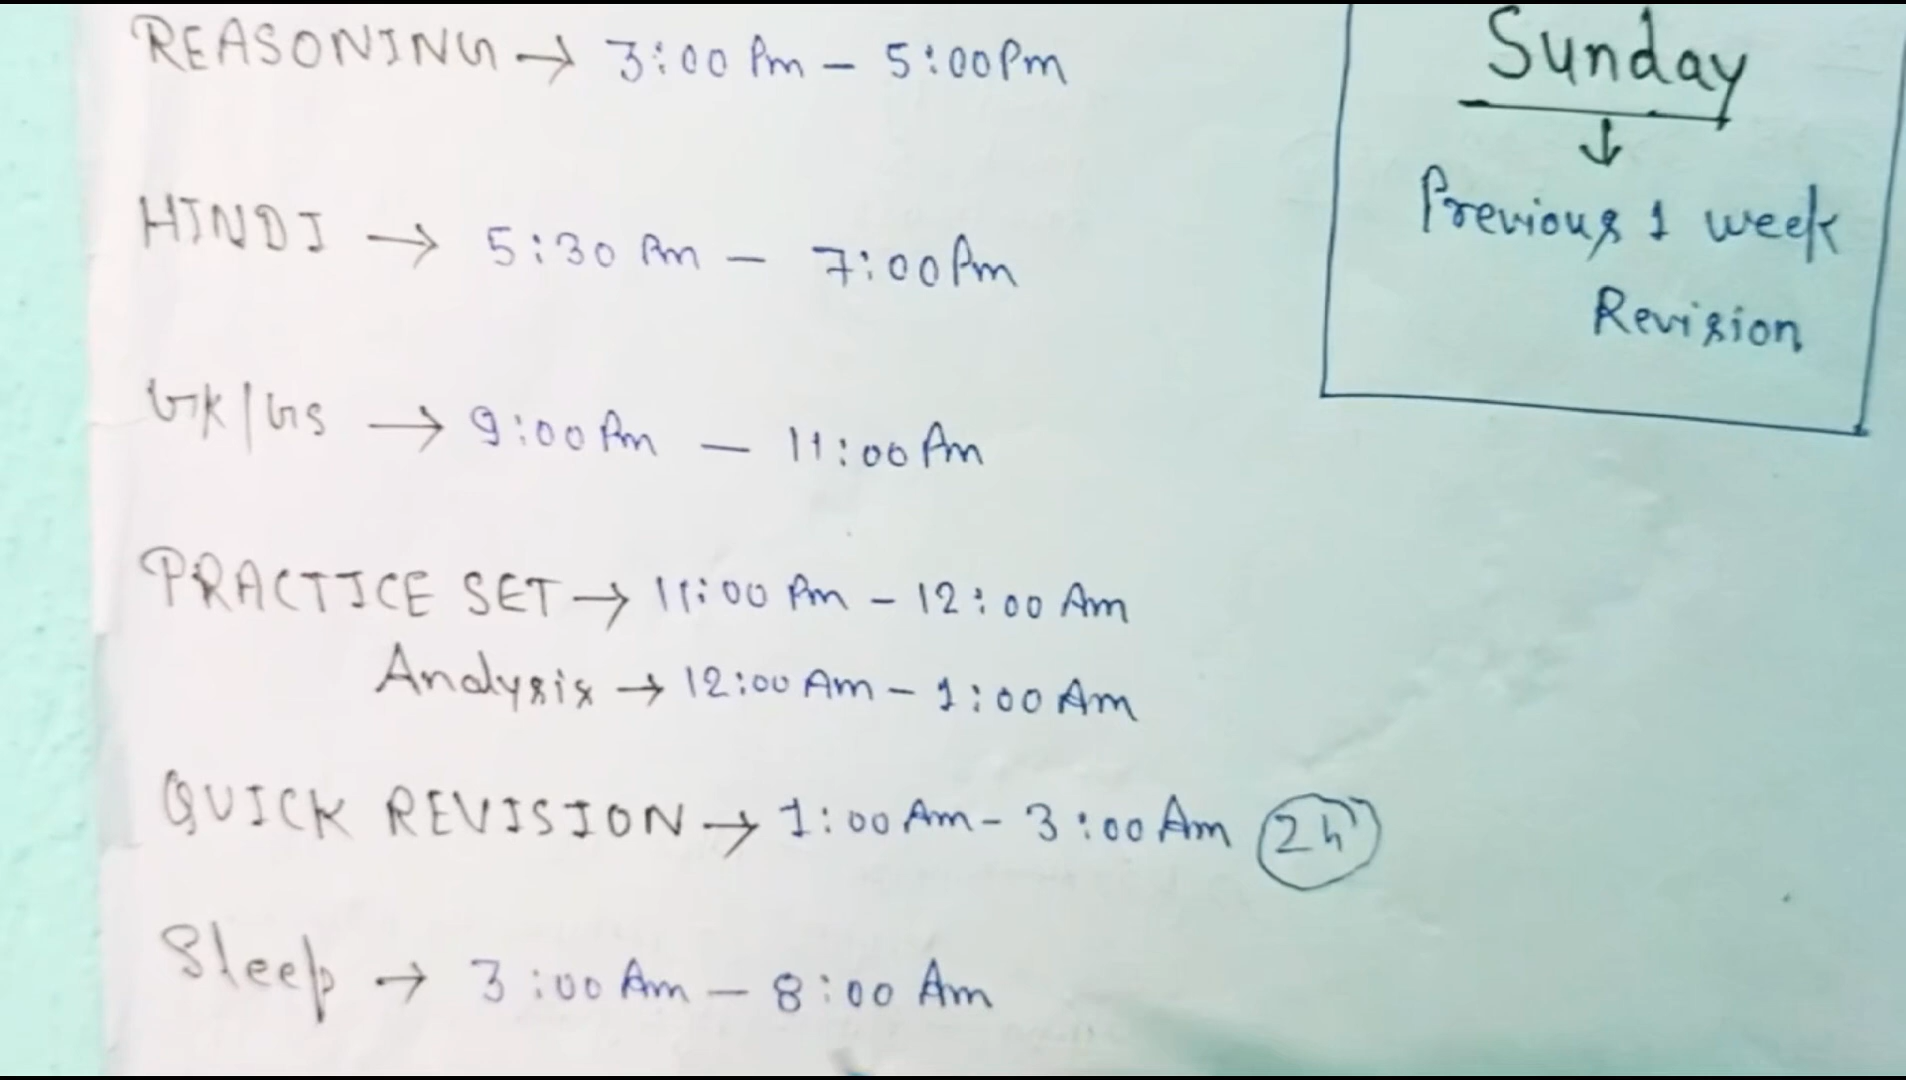 REASONING → 3:00 Pm – 5:00Pm
HINDI → 5:30 Pm – 7:00Pm
GK/GS → 9:00 Pm – 11:00 Pm
PRACTICE SET → 11:00 Pm – 12:00 Am
Analysis → 12:00 Am – 1:00 Am
QUICK REVISION → 1:00 Am – 3:00 Am 2h
Sleep → 3:00 Am – 8:00 Am
Sunday
↓
Previous 1 week
Revision